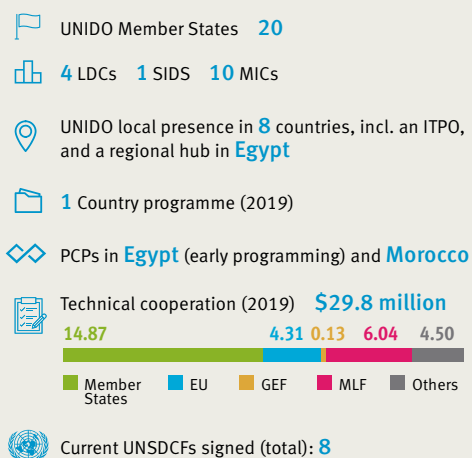 UNIDO Member States 20
4 LDCs 1 SIDS 10 MICs
UNIDO local presence in 8 countries, incl. an ITPO,
and a regional hub in Egypt
1 Country programme (2019)
PCPs in Egypt (early programming) and Morocco
Technical cooperation (2019) $29.8 million
14.87 4.31 0.13 6.04 4.50
Member EU GEF MLF Others
States
Current UNSDCFs signed (total): 8